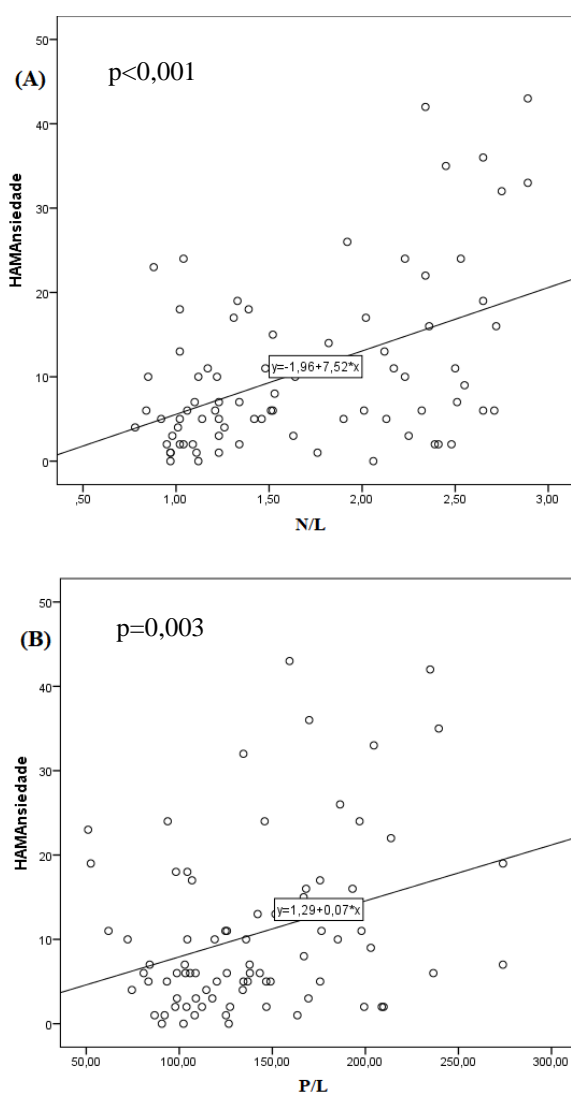 (A)
p<0,001
HAMAnsiedade
50
40
30
20
10
0
y=-1,96+7,52*x
,50 1,00 1,50 2,00 2,50 3,00
N/L
(B)
p=0,003
HAMAnsiedade
50
40
30
20
10
0
y=1,29+0,07*x
50,00 100,00 150,00 200,00 250,00 300,00
P/L